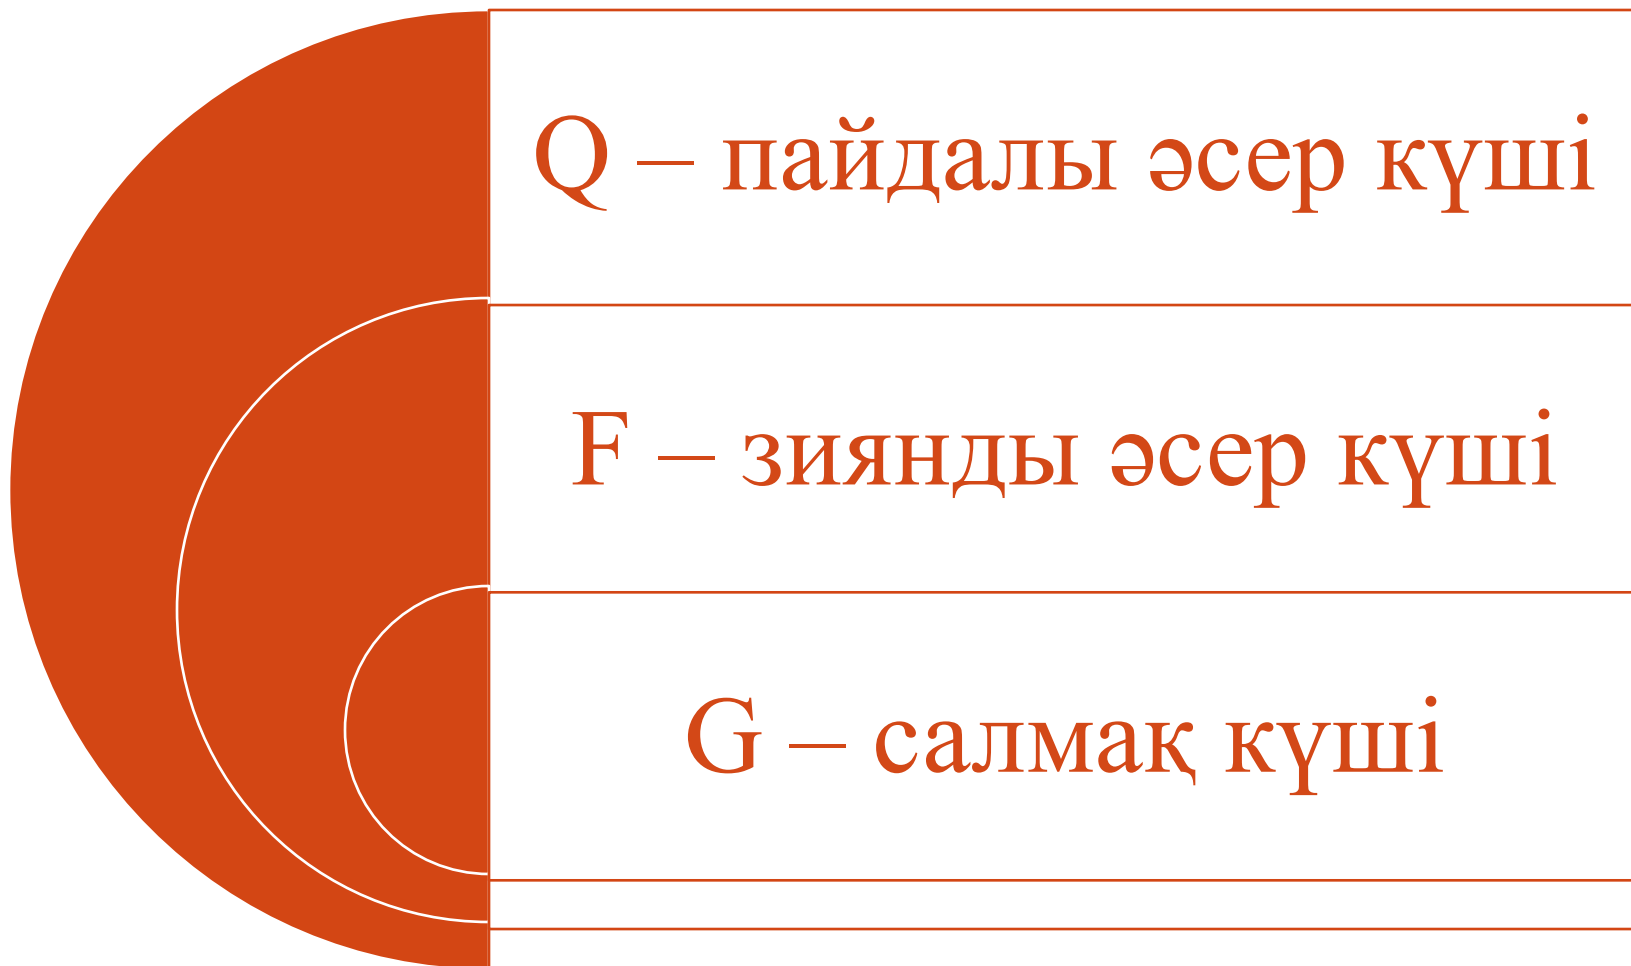 Q – пайдалы әсер күші
F – зиянды әсер күші
G – салмақ күші